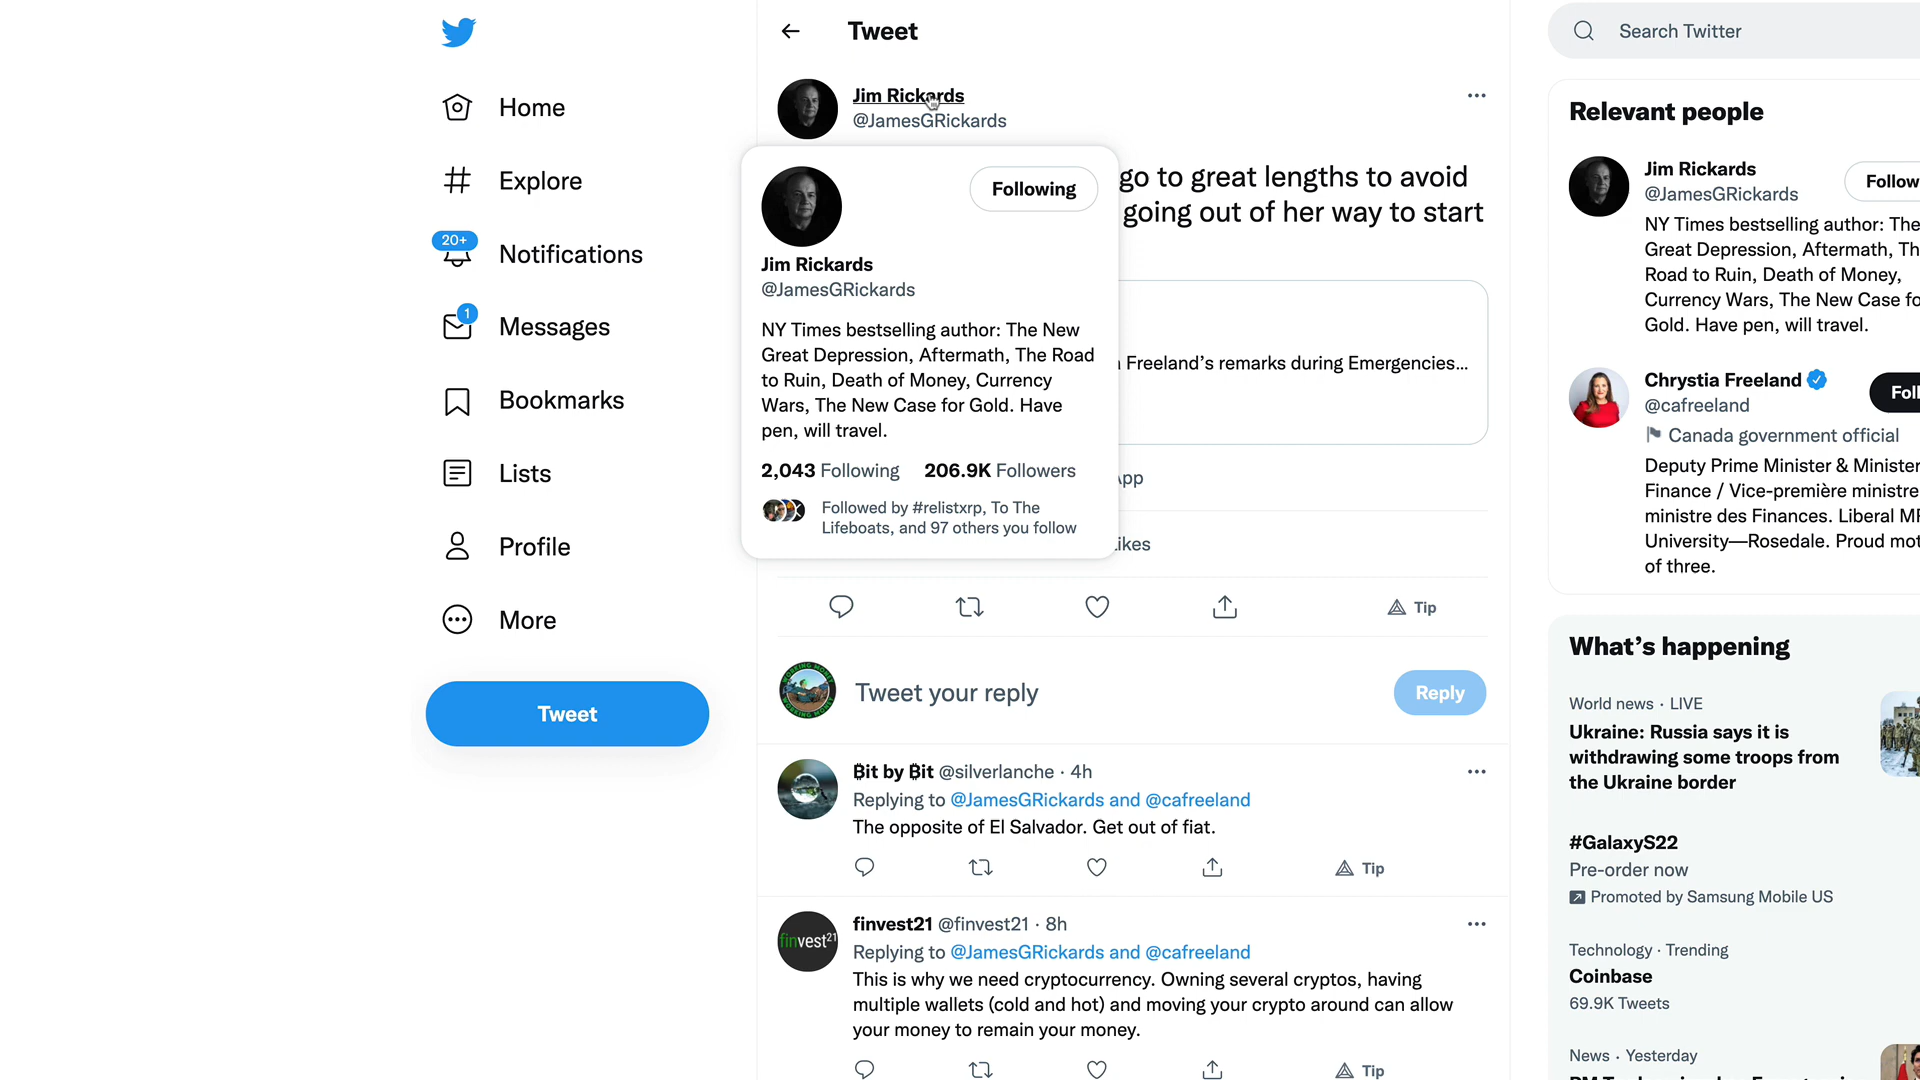 Home
Explore
20+
Notifications
1
Messages
Bookmarks
Lists
Profile
More
Tweet
Tweet
Jim Rickards
@JamesGRickards
go to great lengths to avoid
going out of her way to start
Following
Jim Rickards
@JamesGRickards
NY Times bestselling author: The New
Great Depression, Aftermath, The Road
to Ruin, Death of Money, Currency
Wars, The New Case for Gold. Have
pen, will travel.
2,043 Following 206.9K Followers
Followed by #relistxrp, To The
Lifeboats, and 97 others you follow
Freeland’s remarks during Emergencies...
App
Likes
Tip
Tweet your reply
Reply
₿it by ₿it @silverlanche · 4h
Replying to @JamesGRickards and @cafreeland
The opposite of El Salvador. Get out of fiat.
Tip
finvest21
finvest21 @finvest21 · 8h
Replying to @JamesGRickards and @cafreeland
This is why we need cryptocurrency. Owning several cryptos, having
multiple wallets (cold and hot) and moving your crypto around can allow
your money to remain your money.
Tip
Search Twitter
Relevant people
Jim Rickards
@JamesGRickards
Follow
NY Times bestselling author: The
Great Depression, Aftermath, Th
Road to Ruin, Death of Money,
Currency Wars, The New Case fo
Gold. Have pen, will travel.
Chrystia Freeland
@cafreeland
Foll
Canada government official
Deputy Prime Minister & Minister
Finance / Vice-première ministre
ministre des Finances. Liberal MP
University—Rosedale. Proud mot
of three.
What’s happening
World news · LIVE
Ukraine: Russia says it is
withdrawing some troops from
the Ukraine border
#GalaxyS22
Pre-order now
Promoted by Samsung Mobile US
Technology · Trending
Coinbase
69.9K Tweets
News · Yesterday